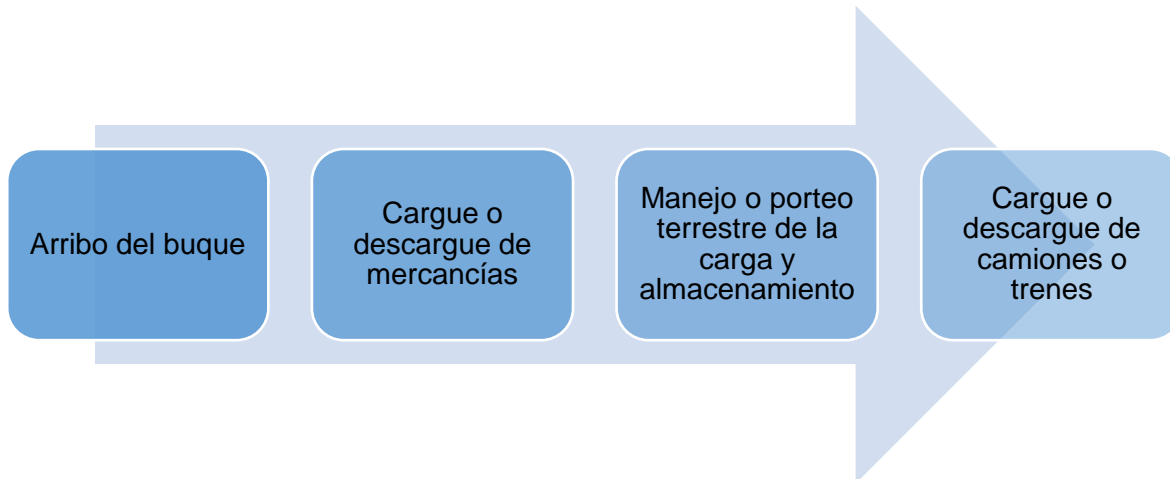 Arribo del buque
Cargue o
descargue de
mercancías
Manejo o porteo
terrestre de la
carga y
almacenamiento
Cargue o
descargue de
camiones o
trenes